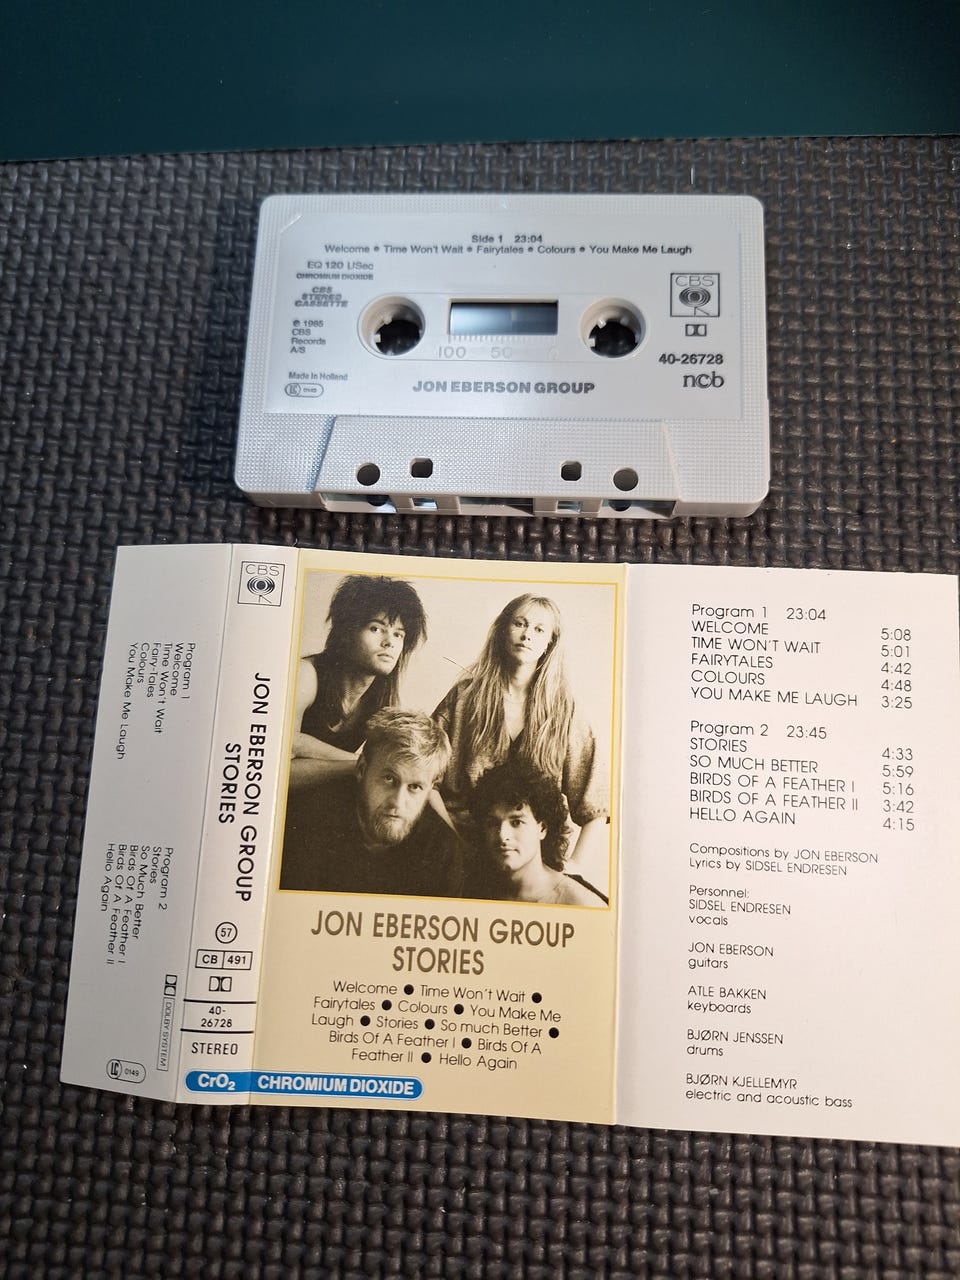 Side 1 23:04
Welcome ● Time Won't Wait ● Fairytales ● Colours ● You Make Me Laugh
EQ 120 USec
CHROMIUM DIOXIDE
CBS
STEREO
CASSETTE
℗ 1985
CBS
Records
A/S
Made in Holland
LC 0149
CBS
40-26728
ncb
100 50 0
JON EBERSON GROUP
Program 1
Welcome
Time Won't Wait
Fairy-Tales
Colours
You Make Me Laugh
Program 2
Stories
So Much Better
Birds Of A Feather I
Birds Of A Feather II
Hello Again
DOLBY SYSTEM
LC 0149
CBS
JON EBERSON GROUP
STORIES
57
CB 491
40-
26728
STEREO
CrO2 CHROMIUM DIOXIDE
JON EBERSON GROUP
STORIES
Welcome ● Time Won't Wait ●
Fairytales ● Colours ● You Make Me
Laugh ● Stories ● So much Better ●
Birds Of A Feather I ● Birds Of A
Feather II ● Hello Again
Program 1 23:04
WELCOME 5:08
TIME WON'T WAIT 5:01
FAIRYTALES 4:42
COLOURS 4:48
YOU MAKE ME LAUGH 3:25
Program 2 23:45
STORIES 4:33
SO MUCH BETTER 5:59
BIRDS OF A FEATHER I 5:16
BIRDS OF A FEATHER II 3:42
HELLO AGAIN 4:15
Compositions by JON EBERSON
Lyrics by SIDSEL ENDRESEN
Personnel:
SIDSEL ENDRESEN
vocals
JON EBERSON
guitars
ATLE BAKKEN
keyboards
BJØRN JENSSEN
drums
BJØRN KJELLEMYR
electric and acoustic bass